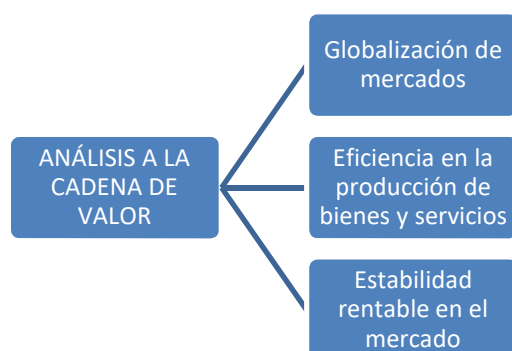 ANÁLISIS A LA
CADENA DE
VALOR
Globalización de
mercados
Eficiencia en la
producción de
bienes y servicios
Estabilidad
rentable en el
mercado